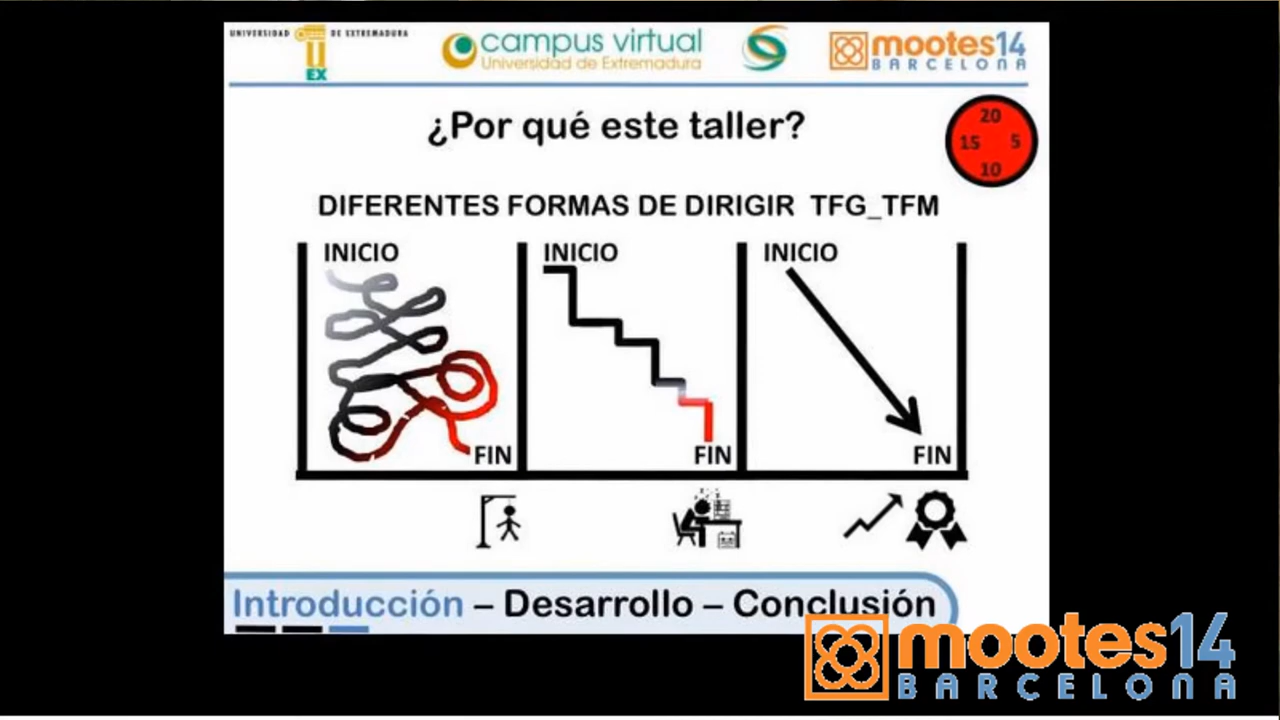 UNIVERSIDAD DE EXTREMADURA
UEX
campus virtual
Universidad de Extremadura
mootes14
BARCELONA
¿Por qué este taller?
20
15 5
10
DIFERENTES FORMAS DE DIRIGIR TFG_TFM
INICIO INICIO INICIO
FIN FIN FIN
Introducción – Desarrollo – Conclusión
mootes14
BARCELONA